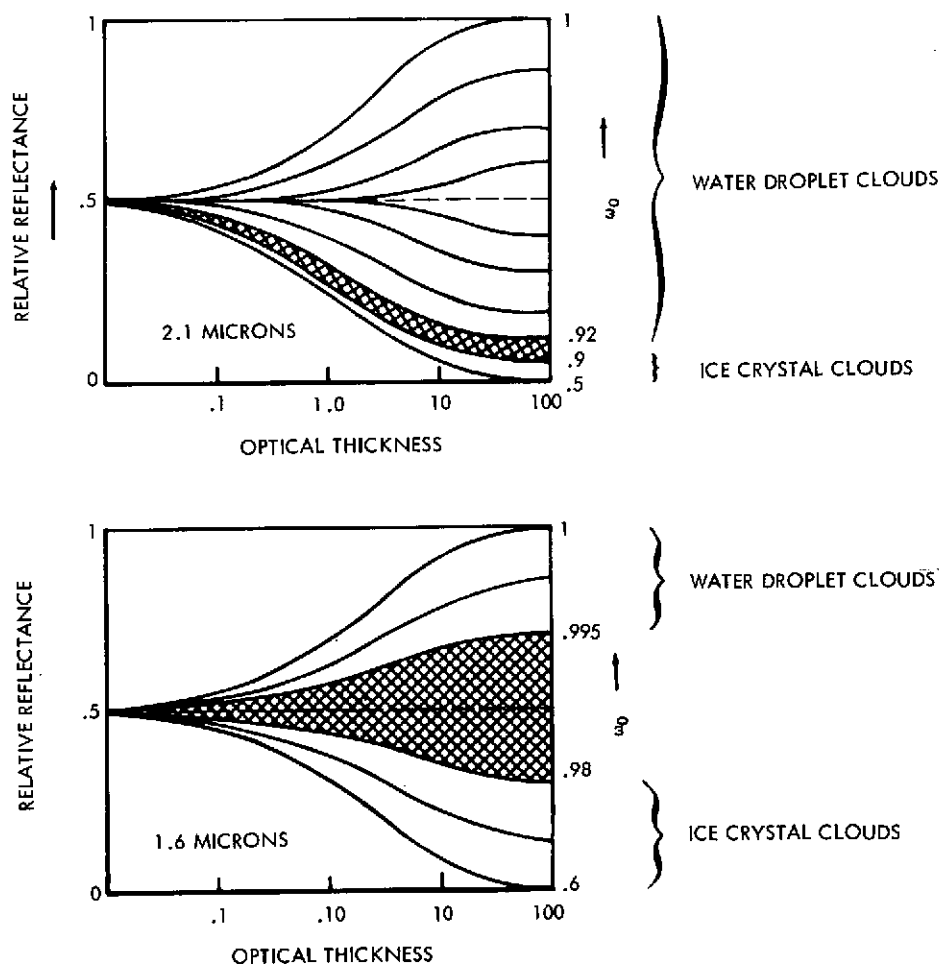 1
RELATIVE REFLECTANCE
.5
0
2.1 MICRONS
.1
1.0
10
100
OPTICAL THICKNESS
1
ω0
.92
.9
.5
WATER DROPLET CLOUDS
ICE CRYSTAL CLOUDS
1
RELATIVE REFLECTANCE
.5
0
1.6 MICRONS
.1
.10
10
100
OPTICAL THICKNESS
1
.995
ω0
.98
.6
WATER DROPLET CLOUDS
ICE CRYSTAL CLOUDS